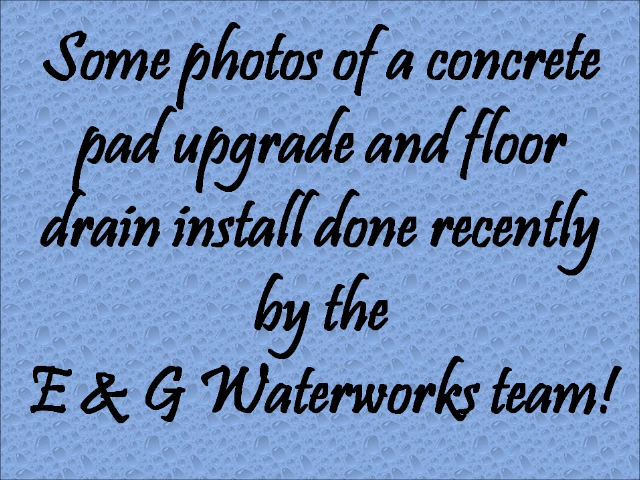 Some photos of a concrete
pad upgrade and floor
drain install done recently
by the
E & G Waterworks team!